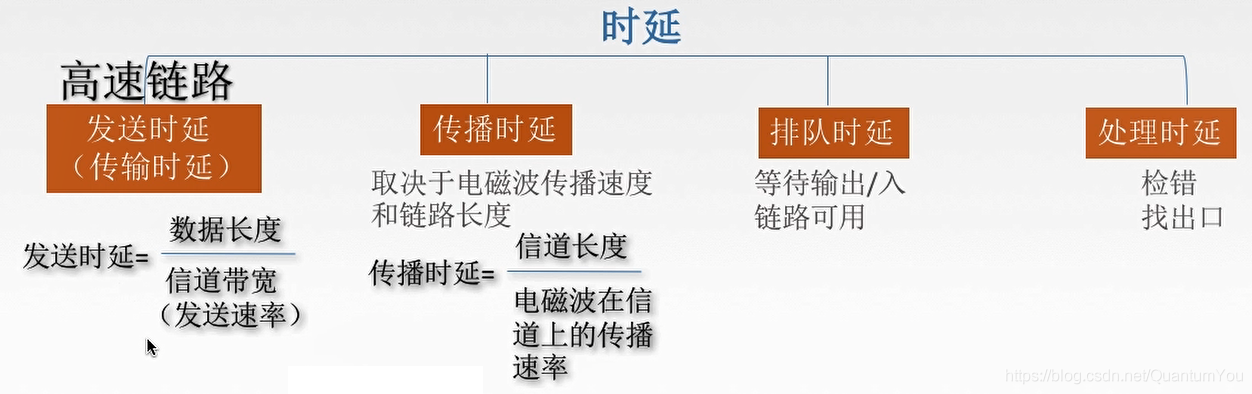 时延
高速链路
发送时延
（传输时延）
发送时延=
数据长度
信道带宽
（发送速率）
传播时延
取决于电磁波传播速度
和链路长度
传播时延=
信道长度
电磁波在信
道上的传播
速率
排队时延
等待输出/入
链路可用
处理时延
检错
找出口
https://blog.csdn.net/QuantumYou